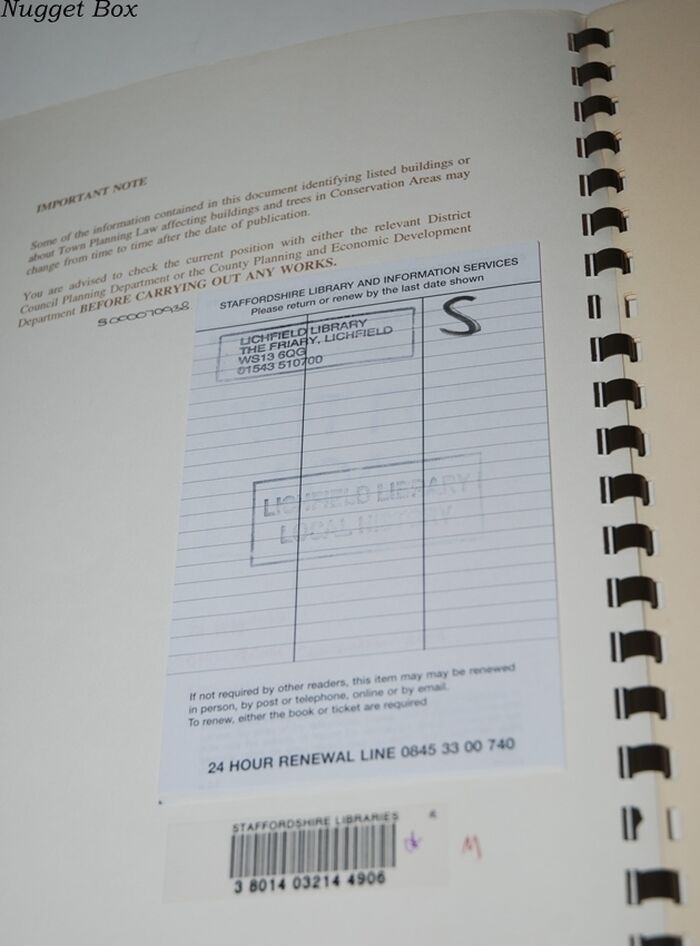 Nugget Box
IMPORTANT NOTE
Some of the information contained in this document identifying listed buildings or
about Town Planning Law affecting buildings and trees in Conservation Areas may
change from time to time after the date of publication.
You are advised to check the current position with either the relevant District
Council Planning Department or the County Planning and Economic Development
Department BEFORE CARRYING OUT ANY WORKS.
STAFFORDSHIRE LIBRARY AND INFORMATION SERVICES
Please return or renew by the last date shown
S
LICHFIELD LIBRARY
THE FRIARY, LICHFIELD
WS13 6QG
01543 510700
LICHFIELD LIBRARY
LOCAL HISTORY
If not required by other readers, this item may may be renewed
in person, by post or telephone, online or by email.
To renew, either the book or ticket are required
24 HOUR RENEWAL LINE 0845 33 00 740
STAFFORDSHIRE LIBRARIES
3 8014 03214 4906
M